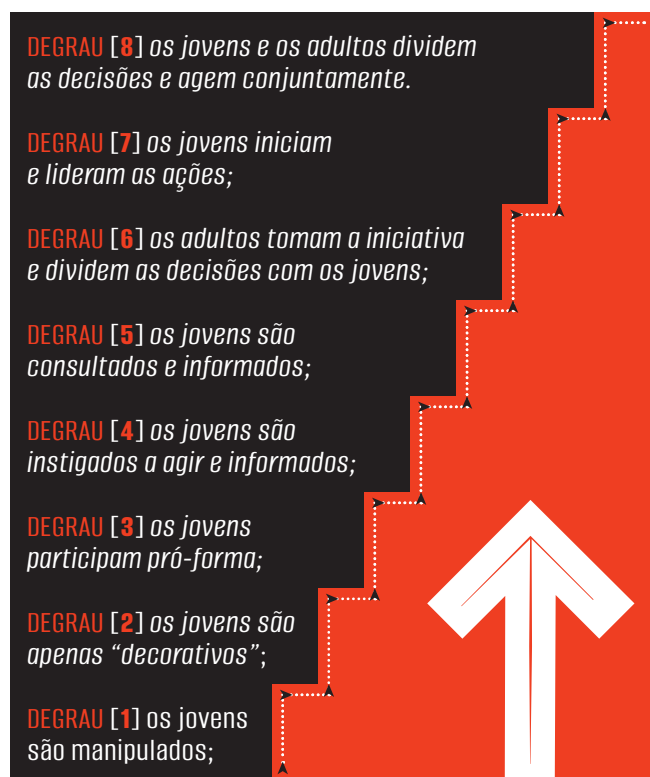 DEGRAU [8] os jovens e os adultos dividem
as decisões e agem conjuntamente.
DEGRAU [7] os jovens iniciam
e lideram as ações;
DEGRAU [6] os adultos tomam a iniciativa
e dividem as decisões com os jovens;
DEGRAU [5] os jovens são
consultados e informados;
DEGRAU [4] os jovens são
instigados a agir e informados;
DEGRAU [3] os jovens
participam pró-forma;
DEGRAU [2] os jovens são
apenas “decorativos”;
DEGRAU [1] os jovens
são manipulados;